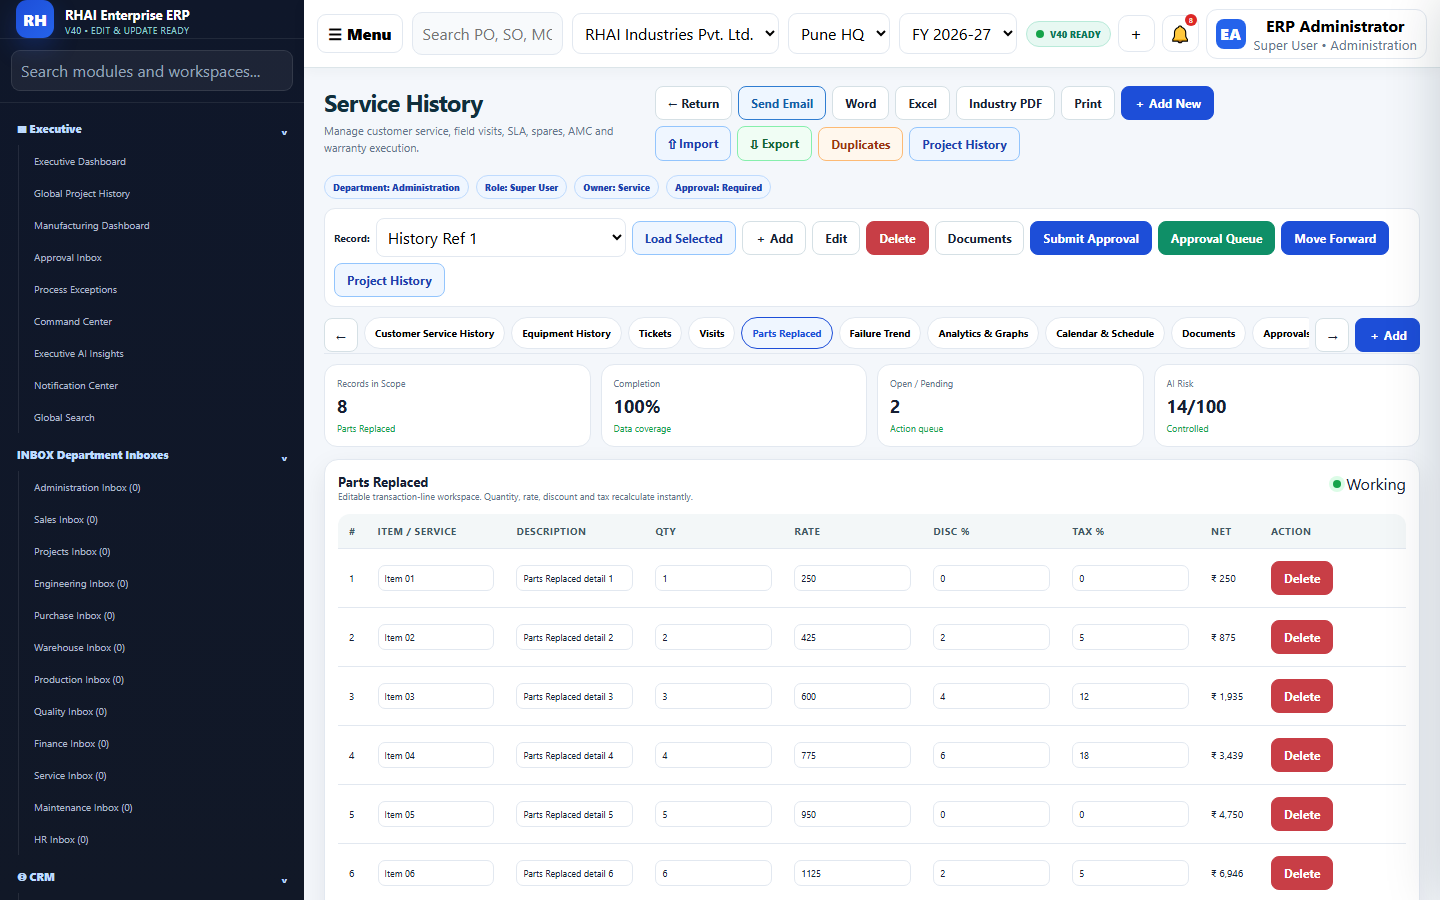 RH
RHAI Enterprise ERP
V40 • EDIT & UPDATE READY
Search modules and workspaces...
Executive
Executive Dashboard
Global Project History
Manufacturing Dashboard
Approval Inbox
Process Exceptions
Command Center
Executive AI Insights
Notification Center
Global Search
INBOX Department Inboxes
Administration Inbox (0)
Sales Inbox (0)
Projects Inbox (0)
Engineering Inbox (0)
Purchase Inbox (0)
Warehouse Inbox (0)
Production Inbox (0)
Quality Inbox (0)
Finance Inbox (0)
Service Inbox (0)
Maintenance Inbox (0)
HR Inbox (0)
CRM
☰ Menu
Search PO, SO, MO
RHAI Industries Pvt. Ltd.
Pune HQ
FY 2026-27
V40 READY
+
8
EA
ERP Administrator
Super User • Administration
Service History
Manage customer service, field visits, SLA, spares, AMC and
warranty execution.
← Return
Send Email
Word
Excel
Industry PDF
Print
+ Add New
⇧ Import
⇩ Export
Duplicates
Project History
Department: Administration
Role: Super User
Owner: Service
Approval: Required
Record:
History Ref 1
Load Selected
+ Add
Edit
Delete
Documents
Submit Approval
Approval Queue
Move Forward
Project History
←
Customer Service History
Equipment History
Tickets
Visits
Parts Replaced
Failure Trend
Analytics & Graphs
Calendar & Schedule
Documents
Approvals
→
+ Add
Records in Scope
8
Parts Replaced
Completion
100%
Data coverage
Open / Pending
2
Action queue
AI Risk
14/100
Controlled
Parts Replaced
Editable transaction-line workspace. Quantity, rate, discount and tax recalculate instantly.
Working
# ITEM / SERVICE DESCRIPTION QTY RATE DISC % TAX % NET ACTION
1 Item 01 Parts Replaced detail 1 1 250 0 0 ₹ 250 Delete
2 Item 02 Parts Replaced detail 2 2 425 2 5 ₹ 875 Delete
3 Item 03 Parts Replaced detail 3 3 600 4 12 ₹ 1,935 Delete
4 Item 04 Parts Replaced detail 4 4 775 6 18 ₹ 3,439 Delete
5 Item 05 Parts Replaced detail 5 5 950 0 0 ₹ 4,750 Delete
6 Item 06 Parts Replaced detail 6 6 1125 2 5 ₹ 6,946 Delete